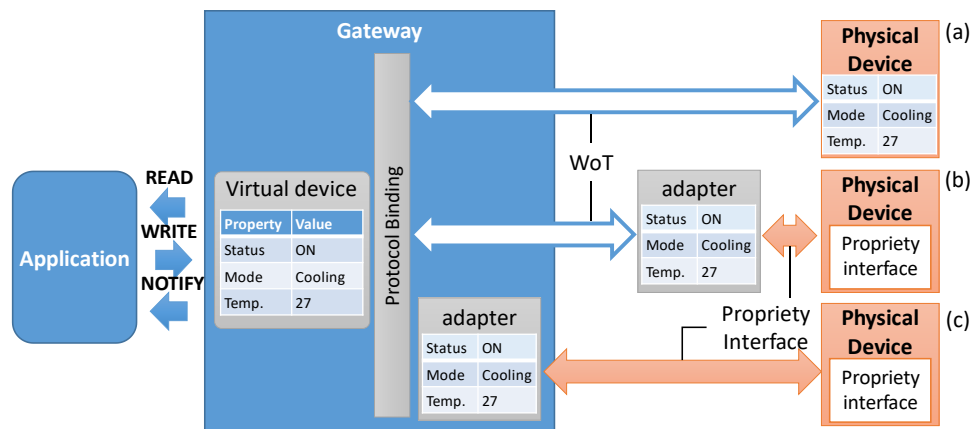 Gateway
Physical
Device
(a)
Status ON
Mode Cooling
Temp. 27
WoT
READ
WRITE
NOTIFY
Application
Virtual device
Property Value
Status ON
Mode Cooling
Temp. 27
Protocol Binding
adapter
Status ON
Mode Cooling
Temp. 27
Physical
Device
(b)
Propriety
interface
adapter
Status ON
Mode Cooling
Temp. 27
Propriety
Interface
Physical
Device
(c)
Propriety
interface